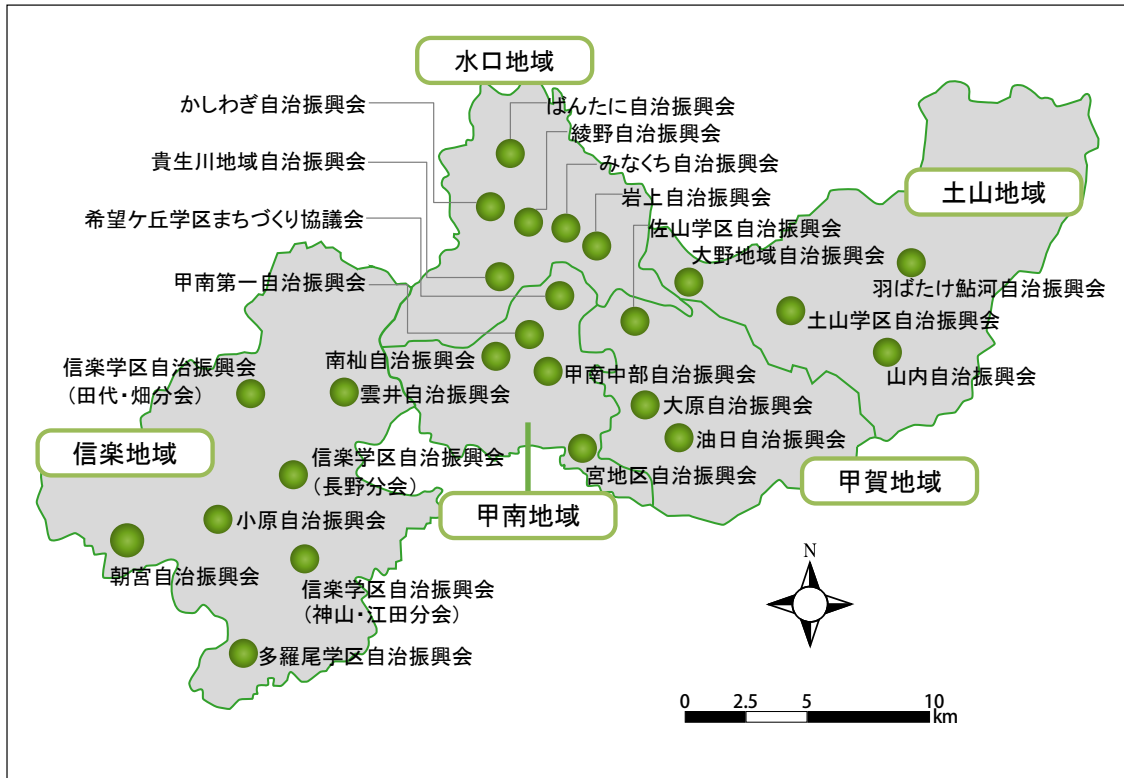 水口地域
かしわぎ自治振興会
ばんたに自治振興会
綾野自治振興会
貴生川地域自治振興会
みなくち自治振興会
岩上自治振興会
土山地域
希望ケ丘学区まちづくり協議会
佐山学区自治振興会
大野地域自治振興会
甲南第一自治振興会
羽ばたけ鮎河自治振興会
土山学区自治振興会
南杣自治振興会
信楽学区自治振興会
(田代・畑分会)
甲南中部自治振興会
山内自治振興会
雲井自治振興会
大原自治振興会
油日自治振興会
信楽地域
信楽学区自治振興会
(長野分会)
宮地区自治振興会
甲賀地域
甲南地域
小原自治振興会
朝宮自治振興会
信楽学区自治振興会
(神山・江田分会)
多羅尾学区自治振興会
N
0 2.5 5 10
km